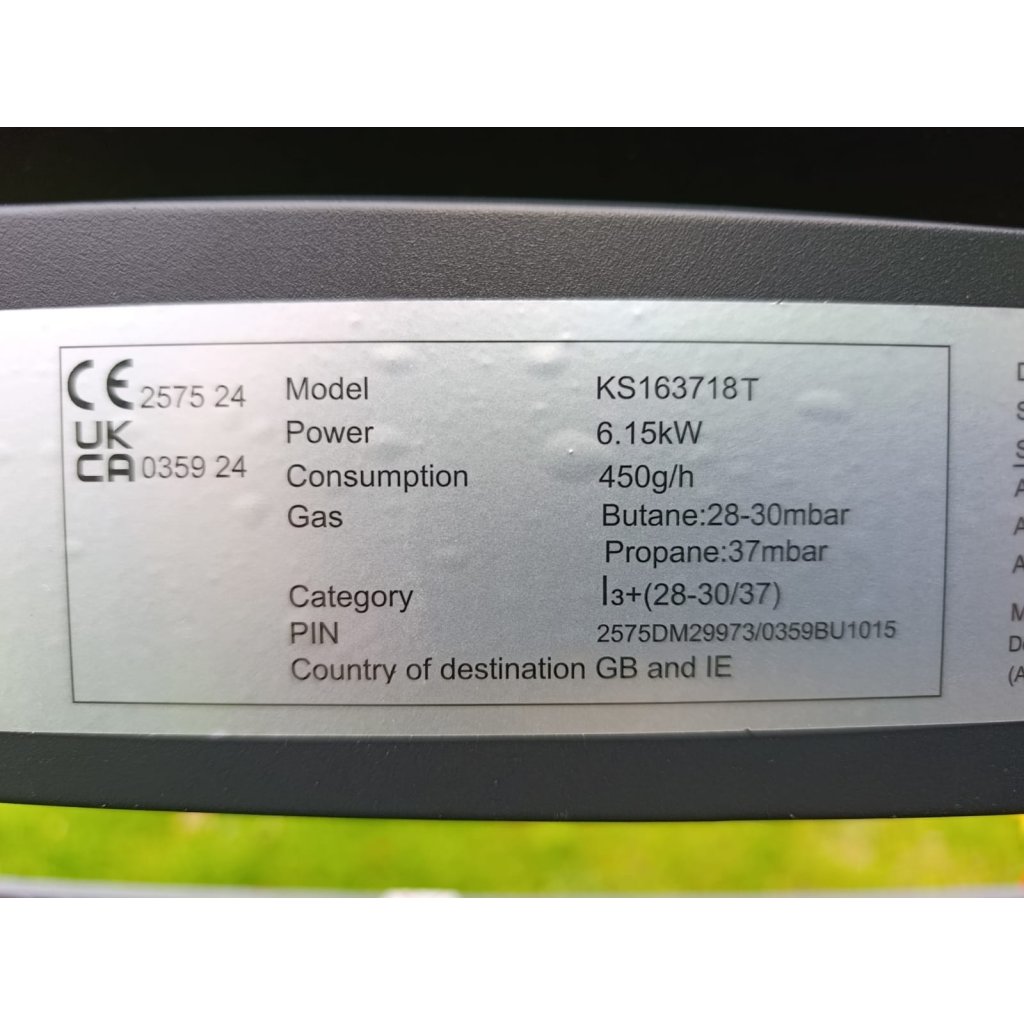 CE 2575 24
UK
CA 0359 24
Model KS163718T
Power 6.15kW
Consumption 450g/h
Gas Butane:28-30mbar
Propane:37mbar
Category I3+(28-30/37)
PIN 2575DM29973/0359BU1015
Country of destination GB and IE